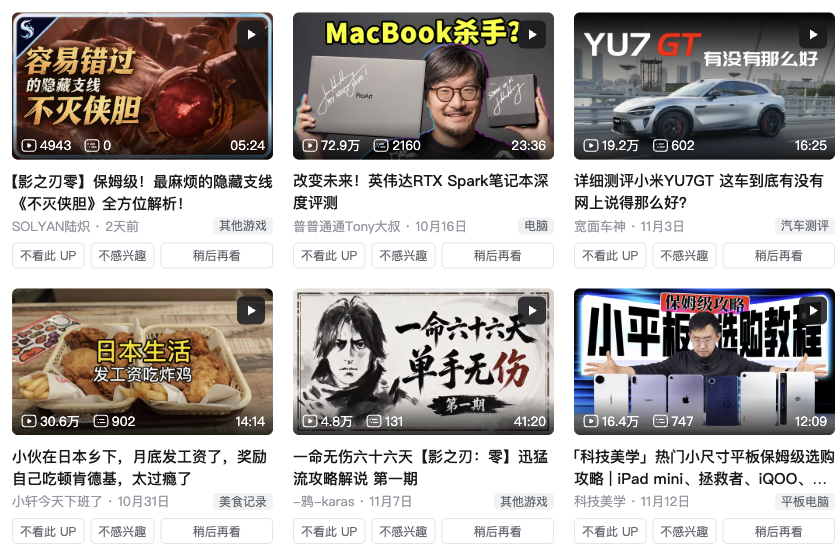 容易错过
的隐藏支线
不灭侠胆
4943
0
05:24
【影之刃零】保姆级！最麻烦的隐藏支线
《不灭侠胆》全方位解析！
SOLYAN陆炽 · 2天前
其他游戏
不看此 UP
不感兴趣
稍后再看
MacBook杀手?
72.9万
2160
23:36
改变未来！英伟达RTX Spark笔记本深
度评测
普普通通Tony大叔 · 10月16日
电脑
不看此 UP
不感兴趣
稍后再看
YU7 GT
有没有那么好
19.2万
602
16:25
详细测评小米YU7GT 这车到底有没有
网上说得那么好?
宽面车神 · 11月3日
汽车测评
不看此 UP
不感兴趣
稍后再看
日本生活
发工资吃炸鸡
30.6万
902
14:14
小伙在日本乡下，月底发工资了，奖励
自己吃顿肯德基，太过瘾了
小轩今天下班了 · 10月31日
美食记录
不看此 UP
不感兴趣
稍后再看
一命六十六天
单手无伤
第一期
4.8万
131
41:20
一命无伤六十六天【影之刃：零】迅猛
流攻略解说 第一期
-鸦-karas · 11月7日
其他游戏
不看此 UP
不感兴趣
稍后再看
保姆级攻略
小平板选购教程
16.4万
747
12:09
「科技美学」热门小尺寸平板保姆级选购
攻略 | iPad mini、拯救者、iQOO、...
科技美学 · 11月12日
平板电脑
不看此 UP
不感兴趣
稍后再看